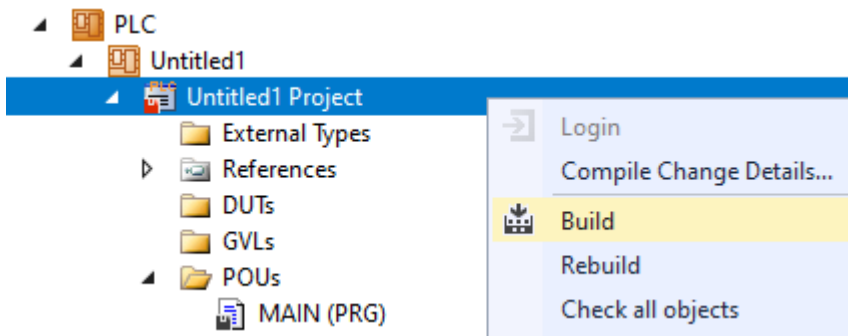 PLC
Untitled1
Untitled1 Project
External Types
References
DUTs
GVLs
POUs
MAIN (PRG)
Login
Compile Change Details...
Build
Rebuild
Check all objects